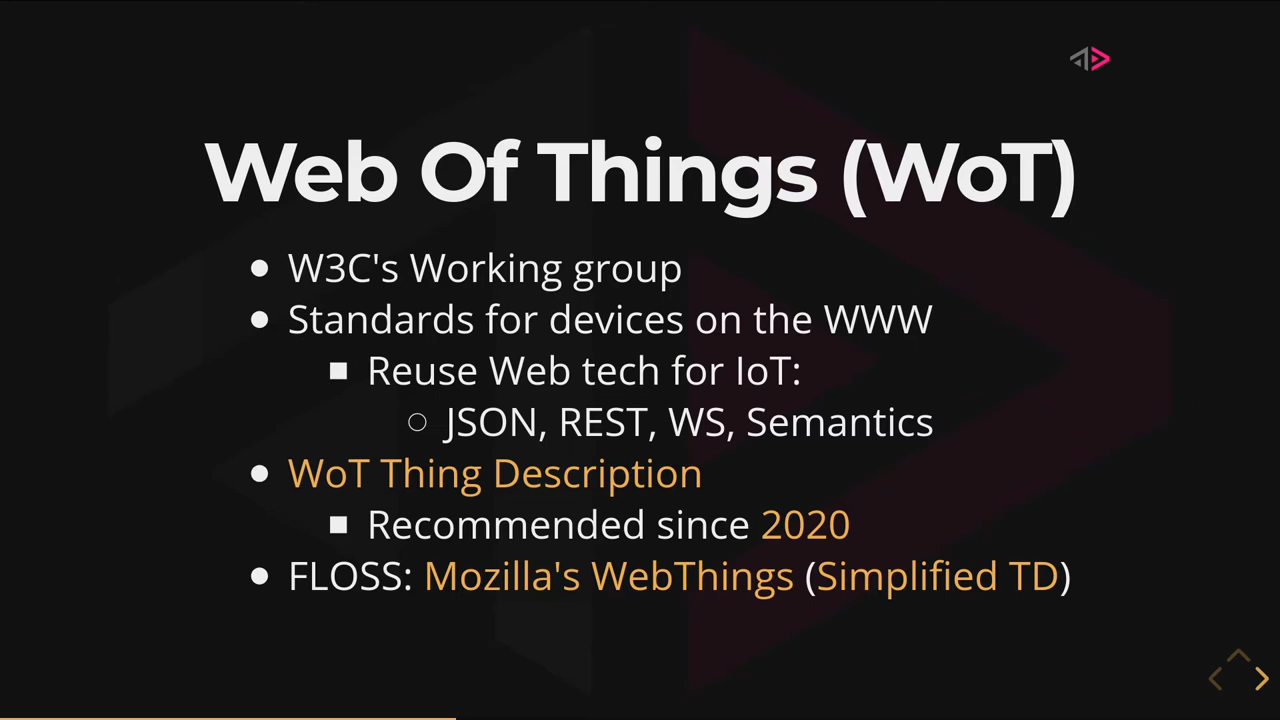 Web Of Things (WoT)
W3C's Working group
Standards for devices on the WWW
Reuse Web tech for IoT:
JSON, REST, WS, Semantics
WoT Thing Description
Recommended since 2020
FLOSS: Mozilla's WebThings (Simplified TD)